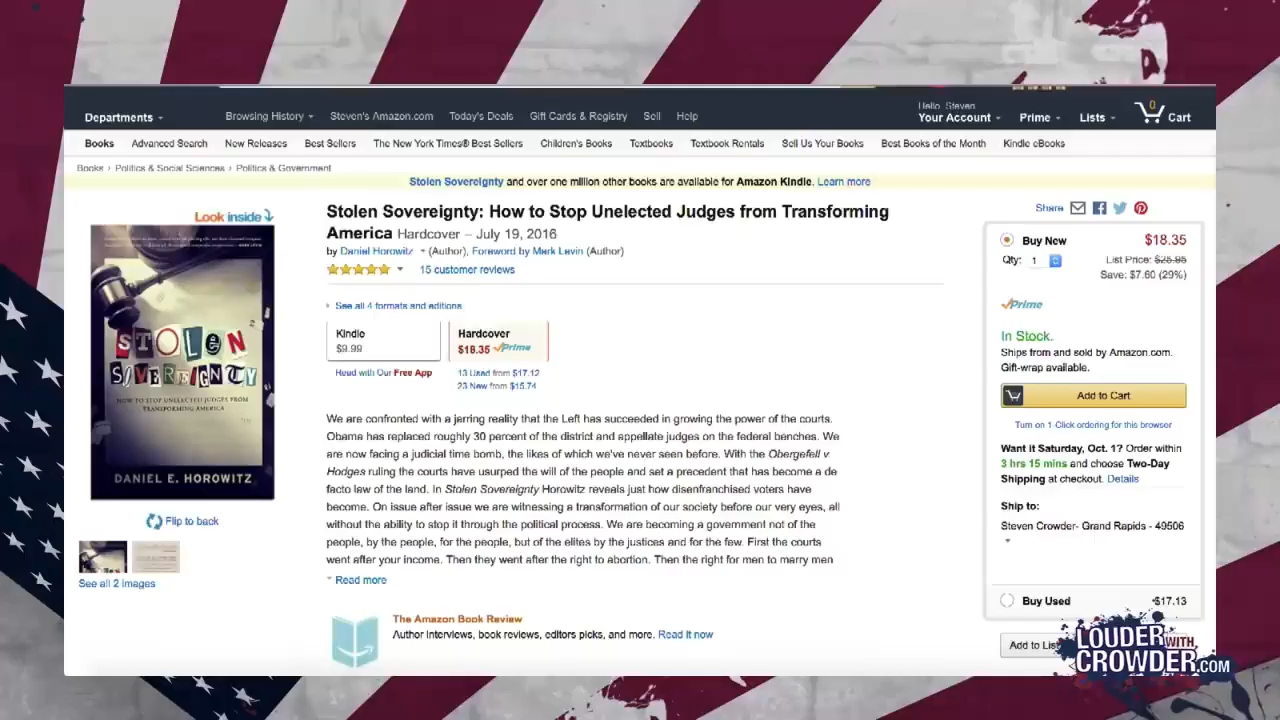 Hello, Steven
Departments
Browsing History
Steven's Amazon.com
Today's Deals
Gift Cards & Registry
Sell
Help
Your Account
Prime
Lists
0
Cart
Books
Advanced Search
New Releases
Best Sellers
The New York Times® Best Sellers
Children's Books
Textbooks
Textbook Rentals
Sell Us Your Books
Best Books of the Month
Kindle eBooks
Books › Politics & Social Sciences › Politics & Government
Stolen Sovereignty and over one million other books are available for Amazon Kindle. Learn more
Look inside
STOLEN
SOVEREIGNTY
HOW TO STOP UNELECTED JUDGES FROM
TRANSFORMING AMERICA
DANIEL E. HOROWITZ
Flip to back
See all 2 images
Stolen Sovereignty: How to Stop Unelected Judges from Transforming
America Hardcover – July 19, 2016
by Daniel Horowitz (Author), Foreword by Mark Levin (Author)
15 customer reviews
See all 4 formats and editions
Kindle
$9.99
Hardcover
$18.35 Prime
Read with Our Free App
13 Used from $17.12
23 New from $15.74
We are confronted with a jarring reality that the Left has succeeded in growing the power of the courts.
Obama has replaced roughly 30 percent of the district and appellate judges on the federal benches. We
are now facing a judicial time bomb, the likes of which we've never seen before. With the Obergefell v
Hodges ruling the courts have usurped the will of the people and set a precedent that has become a de
facto law of the land. In Stolen Sovereignty Horowitz reveals just how disenfranchised voters have
become. On issue after issue we are witnessing a transformation of our society before our very eyes, all
without the ability to stop it through the political process. We are becoming a government not of the
people, by the people, for the people, but of the elites by the justices and for the few. First the courts
went after your income. Then they went after the right to abortion. Then the right for men to marry men
Read more
The Amazon Book Review
Author interviews, book reviews, editors picks, and more. Read it now
Share
Buy New
$18.35
Qty: 1
List Price: $25.95
Save: $7.60 (29%)
Prime
In Stock.
Ships from and sold by Amazon.com.
Gift-wrap available.
Add to Cart
Turn on 1-Click ordering for this browser
Want it Saturday, Oct. 1? Order within
3 hrs 15 mins and choose Two-Day
Shipping at checkout. Details
Ship to:
Steven Crowder- Grand Rapids - 49506
Buy Used
$17.13
Add to List
LOUDER WITH
CROWDER.COM